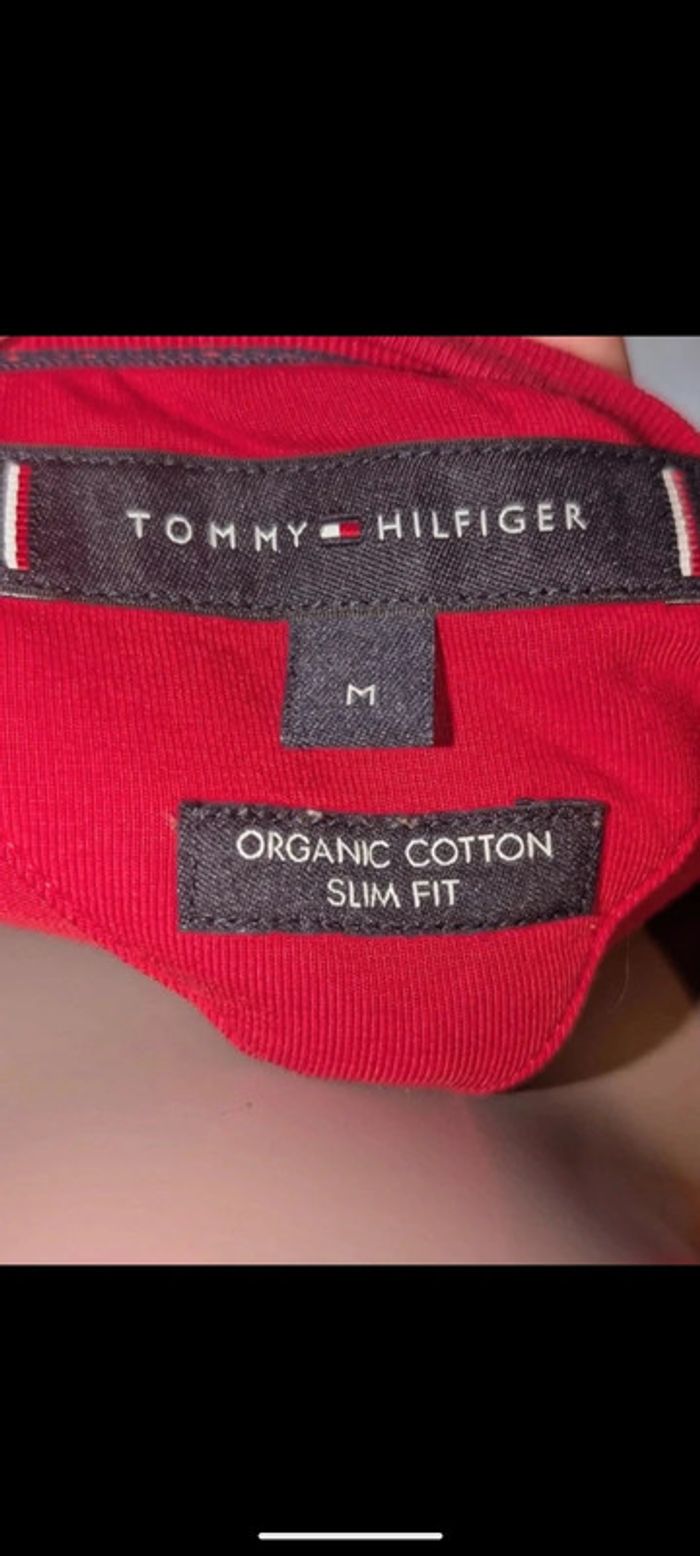 TOMMY HILFIGER
M
ORGANIC COTTON
SLIM FIT